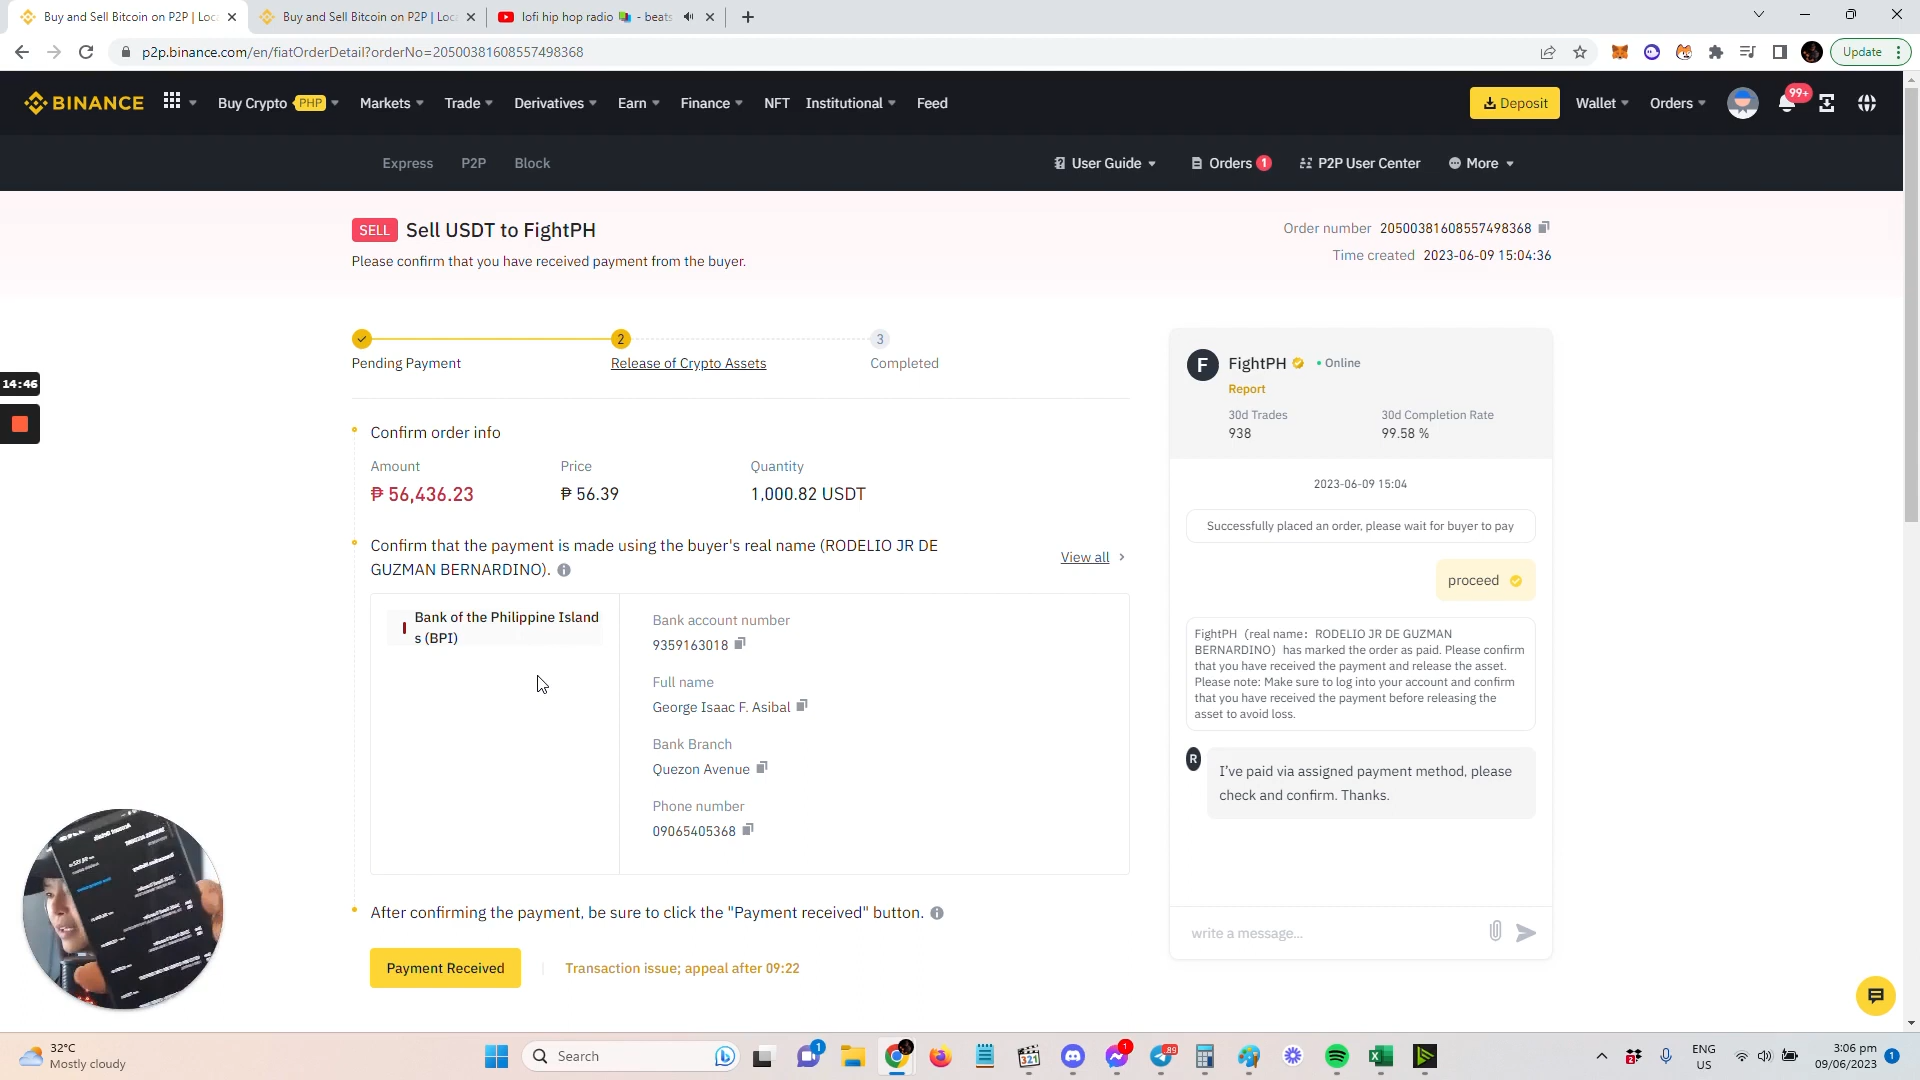 Buy and Sell Bitcoin on P2P | Loc
Buy and Sell Bitcoin on P2P | Loc
lofi hip hop radio 📚 - beats
p2p.binance.com/en/fiatOrderDetail?orderNo=20500381608557498368
Update
BINANCE
Buy Crypto PHP
Markets
Trade
Derivatives
Earn
Finance
NFT
Institutional
Feed
Deposit
Wallet
Orders
99+
Express
P2P
Block
User Guide
Orders 1
P2P User Center
More
SELL Sell USDT to FightPH
Please confirm that you have received payment from the buyer.
Order number 20500381608557498368
Time created 2023-06-09 15:04:36
14:46
2
3
Pending Payment
Release of Crypto Assets
Completed
Confirm order info
Amount
Price
Quantity
₱ 56,436.23
₱ 56.39
1,000.82 USDT
Confirm that the payment is made using the buyer's real name (RODELIO JR DE
GUZMAN BERNARDINO).
View all
Bank of the Philippine Island
s (BPI)
Bank account number
9359163018
Full name
George Isaac F. Asibal
Bank Branch
Quezon Avenue
Phone number
09065405368
After confirming the payment, be sure to click the "Payment received" button.
Payment Received
Transaction issue; appeal after 09:22
F
FightPH
Online
Report
30d Trades
30d Completion Rate
938
99.58 %
2023-06-09 15:04
Successfully placed an order, please wait for buyer to pay
proceed
FightPH (real name: RODELIO JR DE GUZMAN
BERNARDINO) has marked the order as paid. Please confirm
that you have received the payment and release the asset.
Please note: Make sure to log into your account and confirm
that you have received the payment before releasing the
asset to avoid loss.
R
I've paid via assigned payment method, please
check and confirm. Thanks.
write a message...
32°C
Mostly cloudy
Search
1
321
1
89
ENG
US
3:06 pm
09/06/2023
1